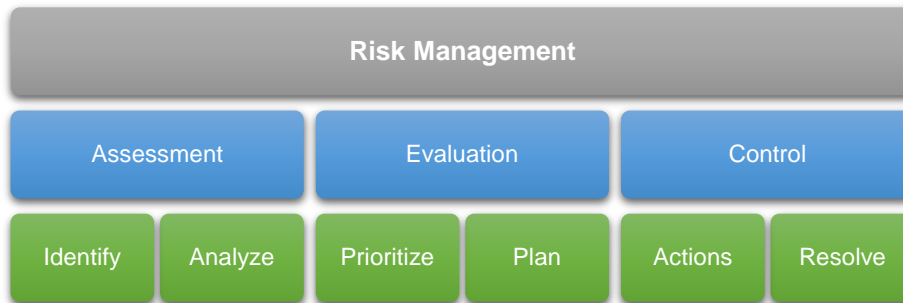 Risk Management
Assessment Evaluation Control
Identify Analyze Prioritize Plan Actions Resolve